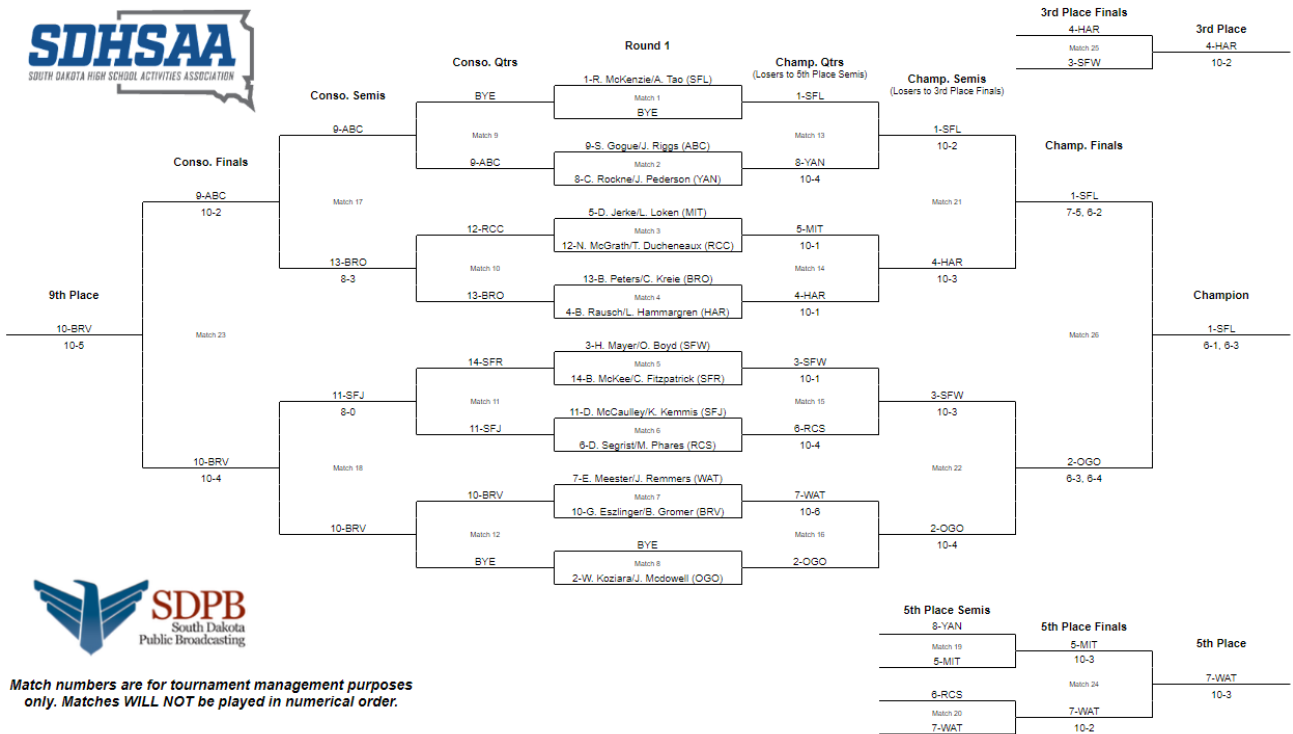 SDHSAA
SOUTH DAKOTA HIGH SCHOOL ACTIVITIES ASSOCIATION
9th Place
10-BRV
10-5
Conso. Finals
9-ABC
10-2
Match 23
10-BRV
10-4
Conso. Semis
9-ABC
Match 17
13-BRO
8-3
11-SFJ
8-0
Match 18
10-BRV
Conso. Qtrs
BYE
Match 9
9-ABC
12-RCC
Match 10
13-BRO
14-SFR
Match 11
11-SFJ
10-BRV
Match 12
BYE
Round 1
1-R. McKenzie/A. Tao (SFL)
Match 1
BYE
9-S. Gogue/J. Riggs (ABC)
Match 2
8-C. Rockne/J. Pederson (YAN)
5-D. Jerke/L. Loken (MIT)
Match 3
12-N. McGrath/T. Ducheneaux (RCC)
13-B. Peters/C. Kreie (BRO)
Match 4
4-B. Rausch/L. Hammargren (HAR)
3-H. Mayer/O. Boyd (SFW)
Match 5
14-B. McKee/C. Fitzpatrick (SFR)
11-D. McCaulley/K. Kemmis (SFJ)
Match 6
6-D. Segrist/M. Phares (RCS)
7-E. Meester/J. Remmers (WAT)
Match 7
10-G. Eszlinger/B. Gromer (BRV)
BYE
Match 8
2-W. Koziara/J. Mcdowell (OGO)
Champ. Qtrs
(Losers to 5th Place Semis)
1-SFL
Match 13
8-YAN
10-4
5-MIT
10-1
Match 14
4-HAR
10-1
3-SFW
10-1
Match 15
6-RCS
10-4
7-WAT
10-6
Match 16
2-OGO
Champ. Semis
(Losers to 3rd Place Finals)
1-SFL
10-2
Match 21
4-HAR
10-3
3-SFW
10-3
Match 22
2-OGO
10-4
Champ. Finals
1-SFL
7-5, 6-2
Match 26
2-OGO
6-3, 6-4
Champion
1-SFL
6-1, 6-3
3rd Place Finals
4-HAR
Match 25
3-SFW
3rd Place
4-HAR
10-2
5th Place Semis
8-YAN
Match 19
5-MIT
6-RCS
Match 20
7-WAT
5th Place Finals
5-MIT
10-3
Match 24
7-WAT
10-2
5th Place
7-WAT
10-3
SDPB
South Dakota
Public Broadcasting
Match numbers are for tournament management purposes
only. Matches WILL NOT be played in numerical order.